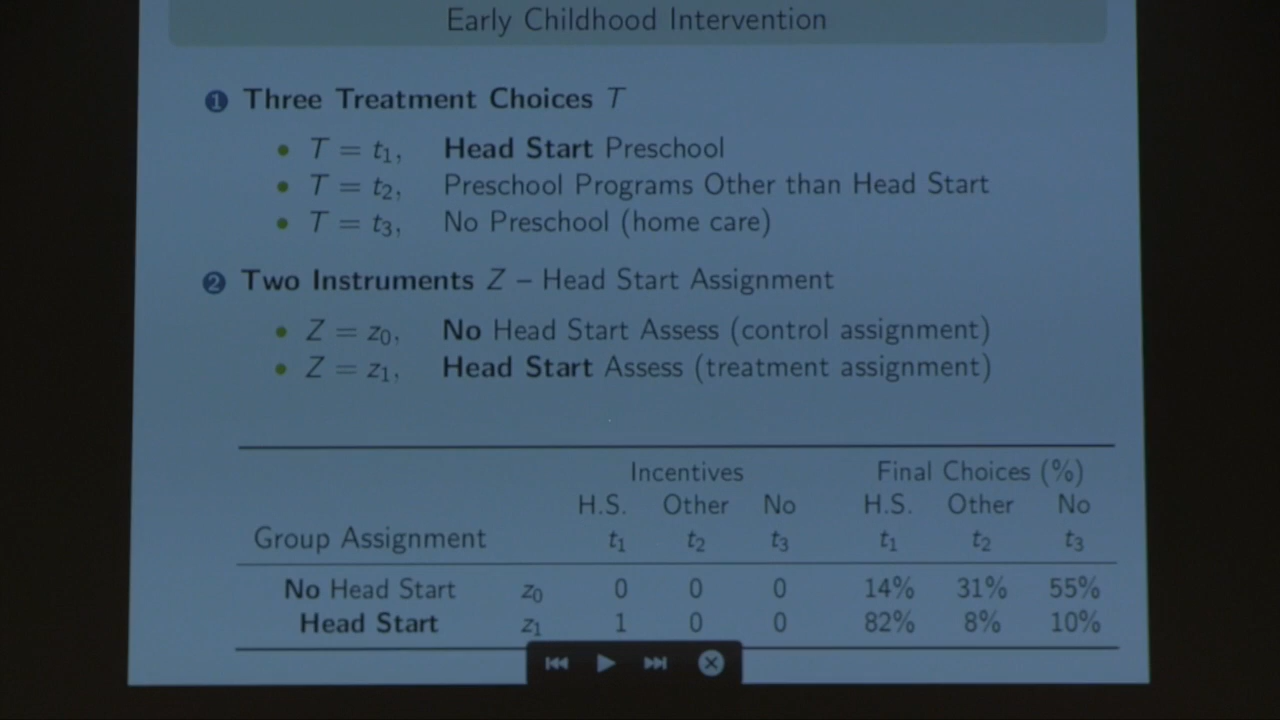 Early Childhood Intervention
1 Three Treatment Choices T
• T = t₁, Head Start Preschool
• T = t₂, Preschool Programs Other than Head Start
• T = t₃, No Preschool (home care)
2 Two Instruments Z – Head Start Assignment
• Z = z₀, No Head Start Assess (control assignment)
• Z = z₁, Head Start Assess (treatment assignment)
Incentives Final Choices (%)
H.S. Other No H.S. Other No
Group Assignment t₁ t₂ t₃ t₁ t₂ t₃
No Head Start z₀ 0 0 0 14% 31% 55%
Head Start z₁ 1 0 0 82% 8% 10%